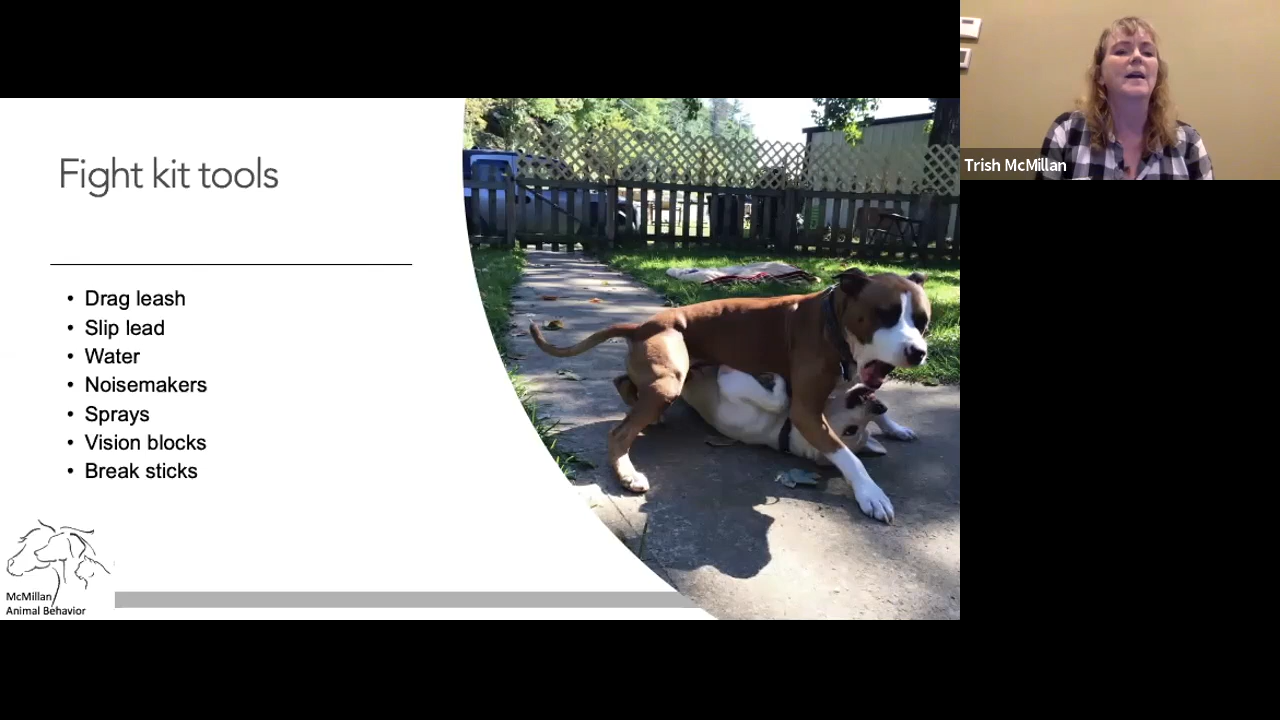 Fight kit tools
• Drag leash
• Slip lead
• Water
• Noisemakers
• Sprays
• Vision blocks
• Break sticks
McMillan
Animal Behavior
Trish McMillan